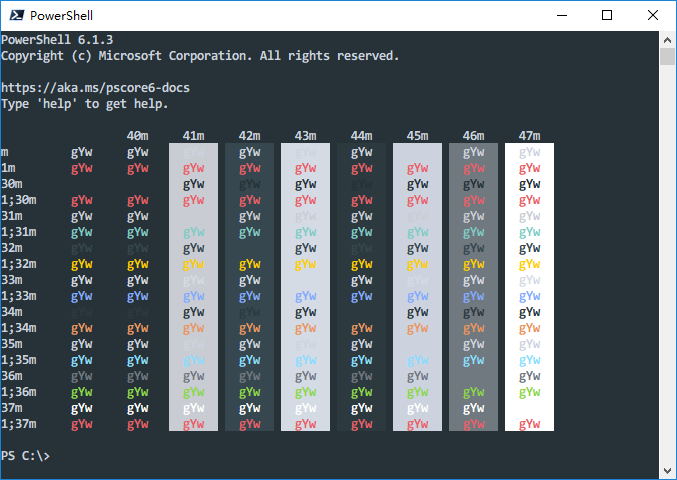 PowerShell
PowerShell 6.1.3
Copyright (c) Microsoft Corporation. All rights reserved.
https://aka.ms/pscore6-docs
Type 'help' to get help.
40m 41m 42m 43m 44m 45m 46m 47m
m gYw gYw gYw gYw gYw gYw gYw gYw gYw
1m gYw gYw gYw gYw gYw gYw gYw gYw gYw
30m gYw gYw gYw gYw gYw gYw gYw
1;30m gYw gYw gYw gYw gYw gYw gYw gYw gYw
31m gYw gYw gYw gYw gYw gYw gYw gYw gYw
1;31m gYw gYw gYw gYw gYw gYw gYw gYw gYw
32m gYw gYw gYw gYw gYw gYw gYw gYw
1;32m gYw gYw gYw gYw gYw gYw gYw gYw gYw
33m gYw gYw gYw gYw gYw gYw gYw gYw
1;33m gYw gYw gYw gYw gYw gYw gYw gYw gYw
34m gYw gYw gYw gYw gYw gYw gYw
1;34m gYw gYw gYw gYw gYw gYw gYw gYw gYw
35m gYw gYw gYw gYw gYw gYw gYw gYw
1;35m gYw gYw gYw gYw gYw gYw gYw gYw gYw
36m gYw gYw gYw gYw gYw gYw gYw gYw
1;36m gYw gYw gYw gYw gYw gYw gYw gYw gYw
37m gYw gYw gYw gYw gYw gYw gYw gYw
1;37m gYw gYw gYw gYw gYw gYw gYw gYw gYw
PS C:\>